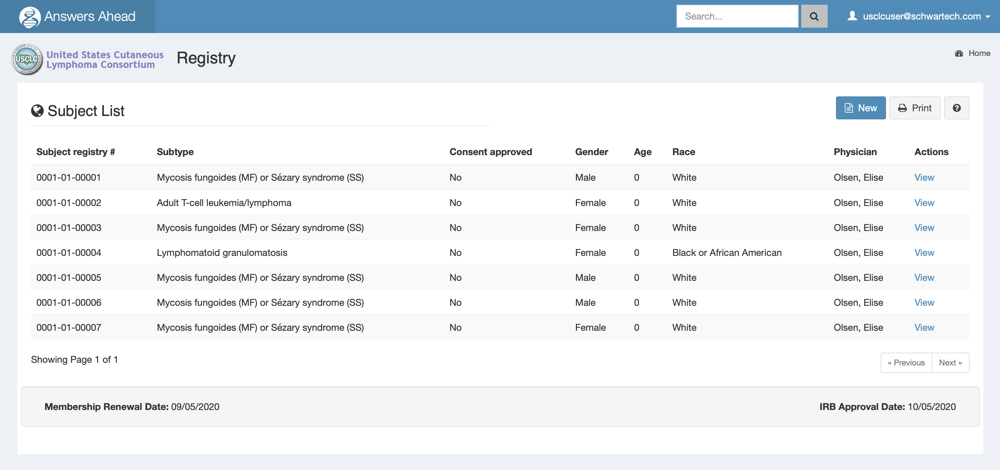 Answers Ahead
Search...
usclcuser@schwartech.com
USCLC
United States Cutaneous
Lymphoma Consortium
Registry
Home
Subject List
New
Print
Subject registry # Subtype Consent approved Gender Age Race Physician Actions
0001-01-00001 Mycosis fungoides (MF) or Sézary syndrome (SS) No Male 0 White Olsen, Elise View
0001-01-00002 Adult T-cell leukemia/lymphoma No Female 0 White Olsen, Elise View
0001-01-00003 Mycosis fungoides (MF) or Sézary syndrome (SS) No Female 0 White Olsen, Elise View
0001-01-00004 Lymphomatoid granulomatosis No Female 0 Black or African American Olsen, Elise View
0001-01-00005 Mycosis fungoides (MF) or Sézary syndrome (SS) No Male 0 White Olsen, Elise View
0001-01-00006 Mycosis fungoides (MF) or Sézary syndrome (SS) No Male 0 White Olsen, Elise View
0001-01-00007 Mycosis fungoides (MF) or Sézary syndrome (SS) No Female 0 White Olsen, Elise View
Showing Page 1 of 1
« Previous Next »
Membership Renewal Date: 09/05/2020
IRB Approval Date: 10/05/2020